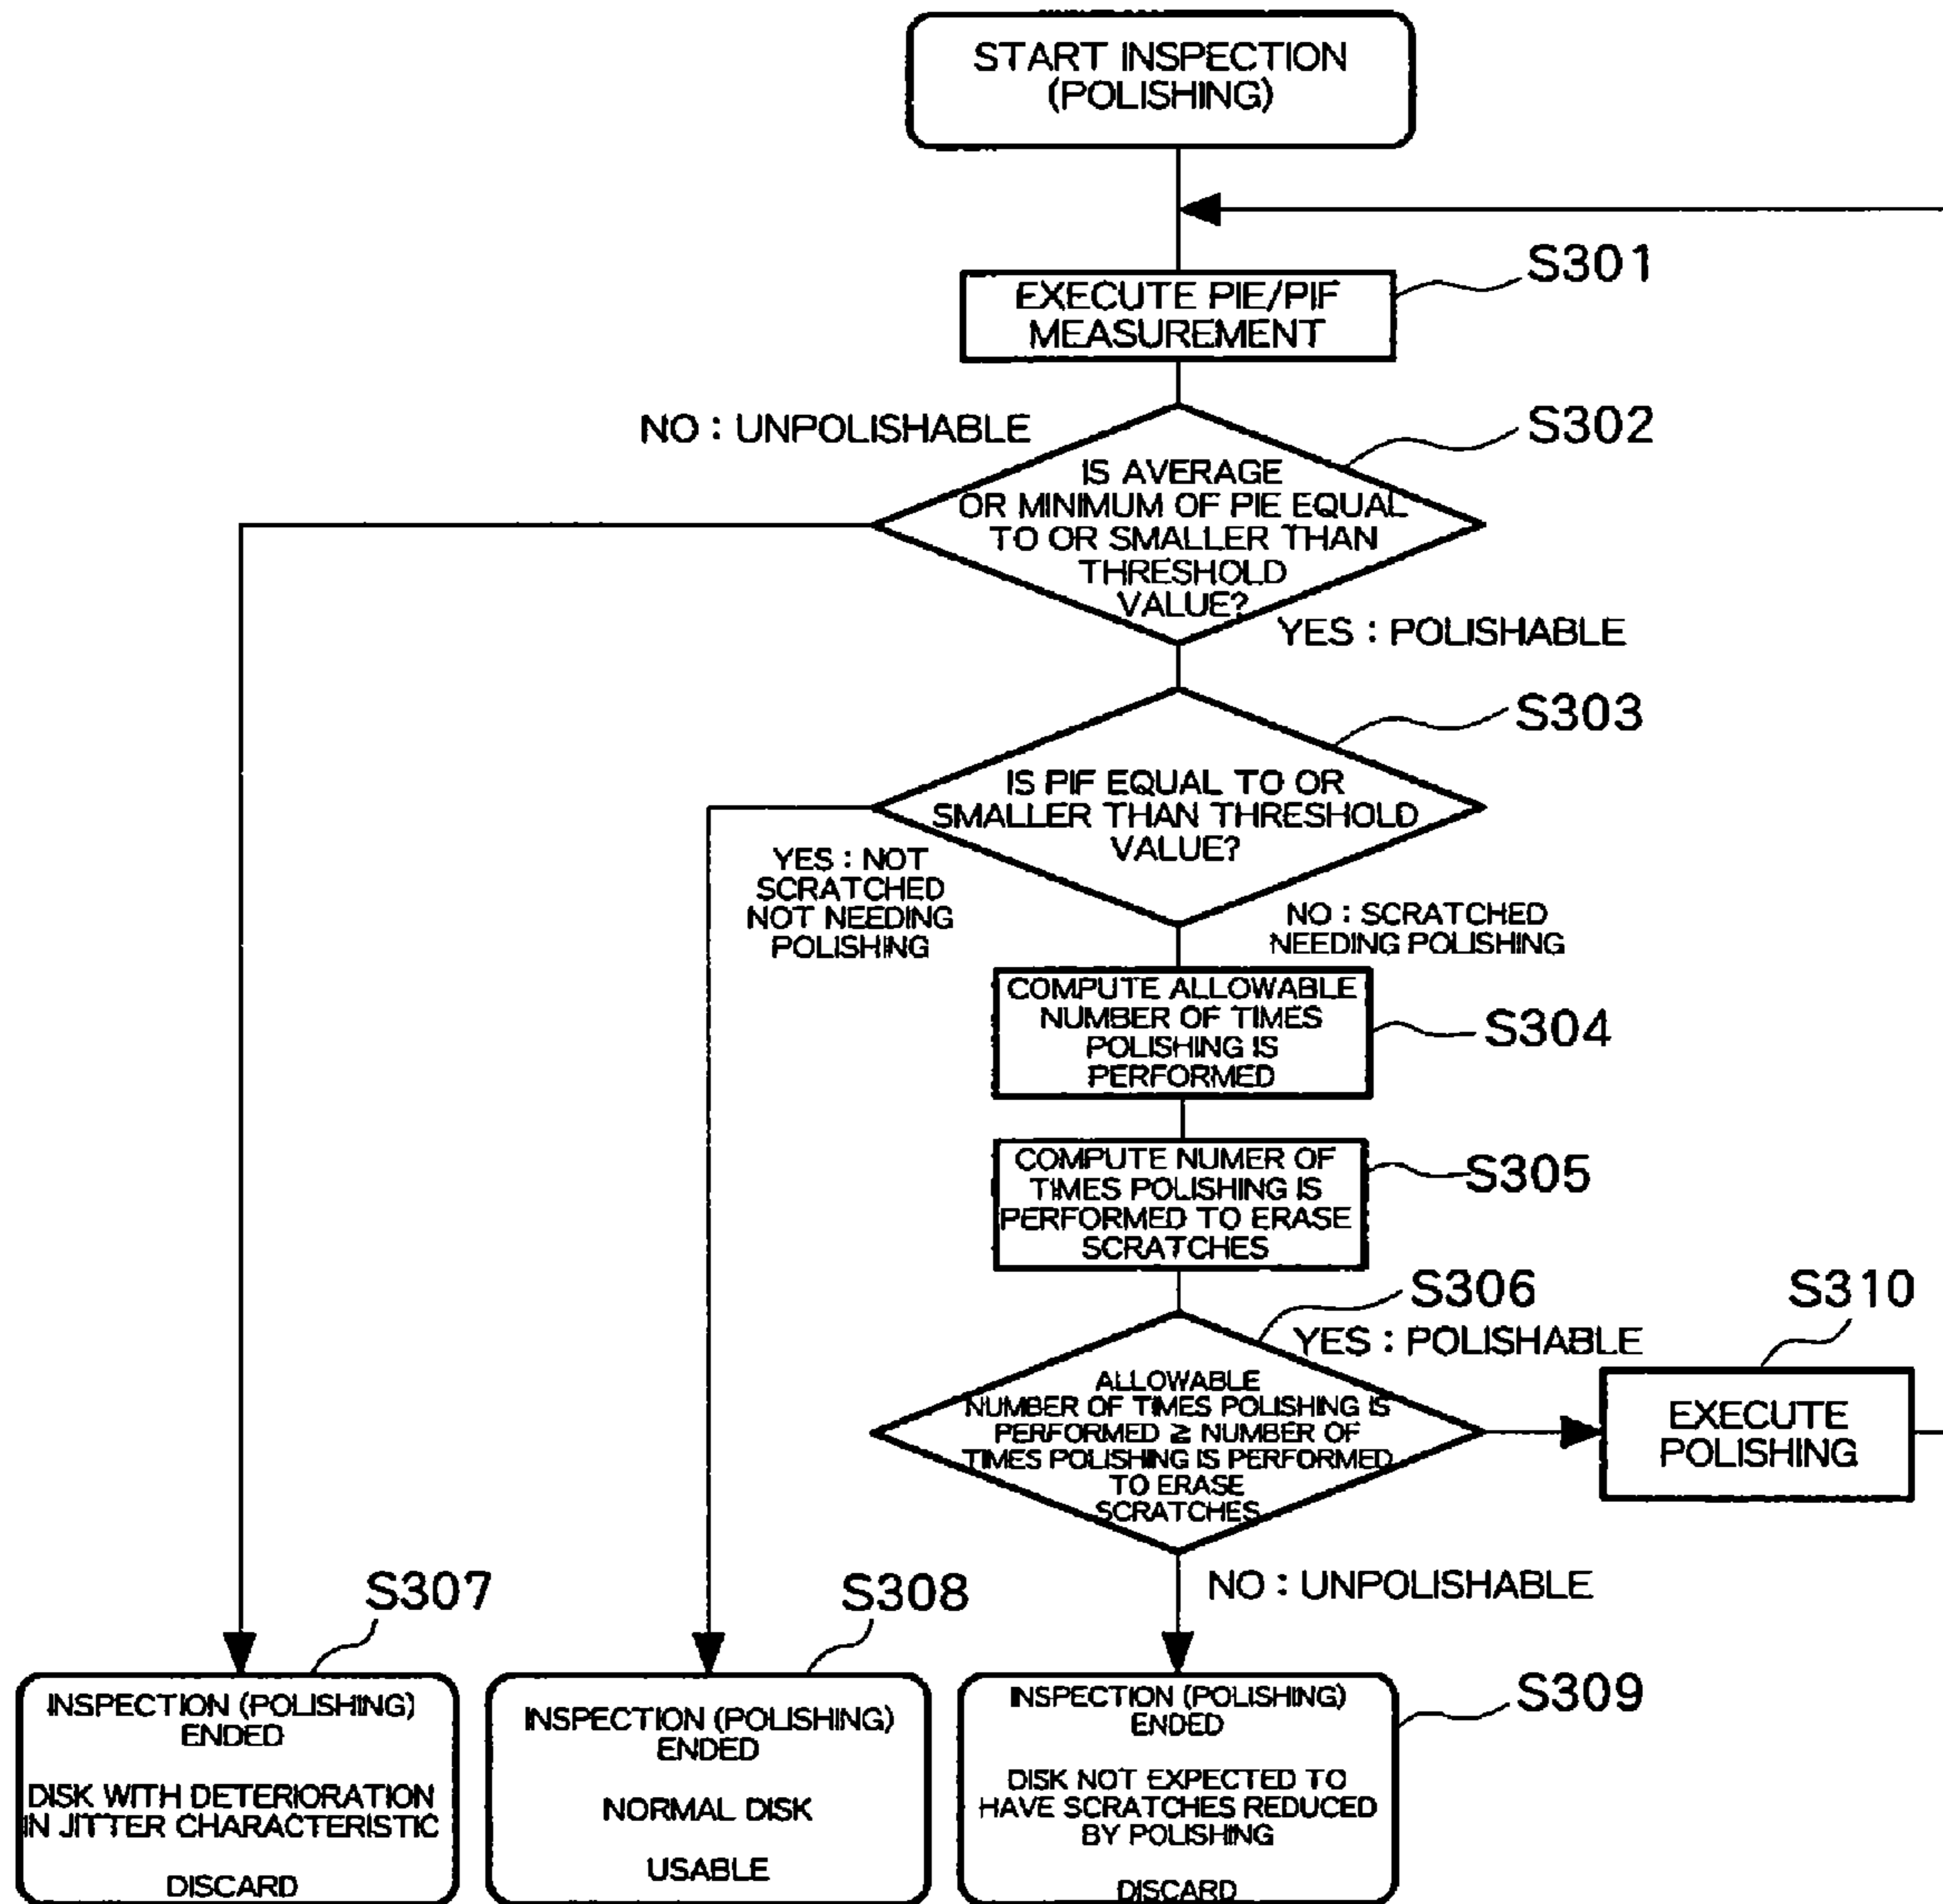 START INSPECTION
(POLISHING)
S301
EXECUTE PIE/PIF
MEASUREMENT
NO : UNPOLISHABLE
S302
IS AVERAGE
OR MINIMUM OF PIE EQUAL
TO OR SMALLER THAN
THRESHOLD
VALUE?
YES : POLISHABLE
S303
IS PIF EQUAL TO OR
SMALLER THAN THRESHOLD
VALUE?
YES : NOT
SCRATCHED
NOT NEEDING
POLISHING
NO : SCRATCHED
NEEDING POLISHING
COMPUTE ALLOWABLE
NUMBER OF TIMES
POLISHING IS
PERFORMED
S304
COMPUTE NUMER OF
TIMES POLISHING IS
PERFORMED TO ERASE
SCRATCHES
S305
S306
YES : POLISHABLE
S310
ALLOWABLE
NUMBER OF TIMES POLISHING IS
PERFORMED ≧ NUMBER OF
TIMES POLISHING IS PERFORMED
TO ERASE
SCRATCHES
EXECUTE
POLISHING
NO : UNPOLISHABLE
S307
INSPECTION (POLISHING)
ENDED
DISK WITH DETERIORATION
IN JITTER CHARACTERISTIC
DISCARD
S308
INSPECTION (POLISHING)
ENDED
NORMAL DISK
USABLE
S309
INSPECTION (POLISHING)
ENDED
DISK NOT EXPECTED TO
HAVE SCRATCHES REDUCED
BY POLISHING
DISCARD